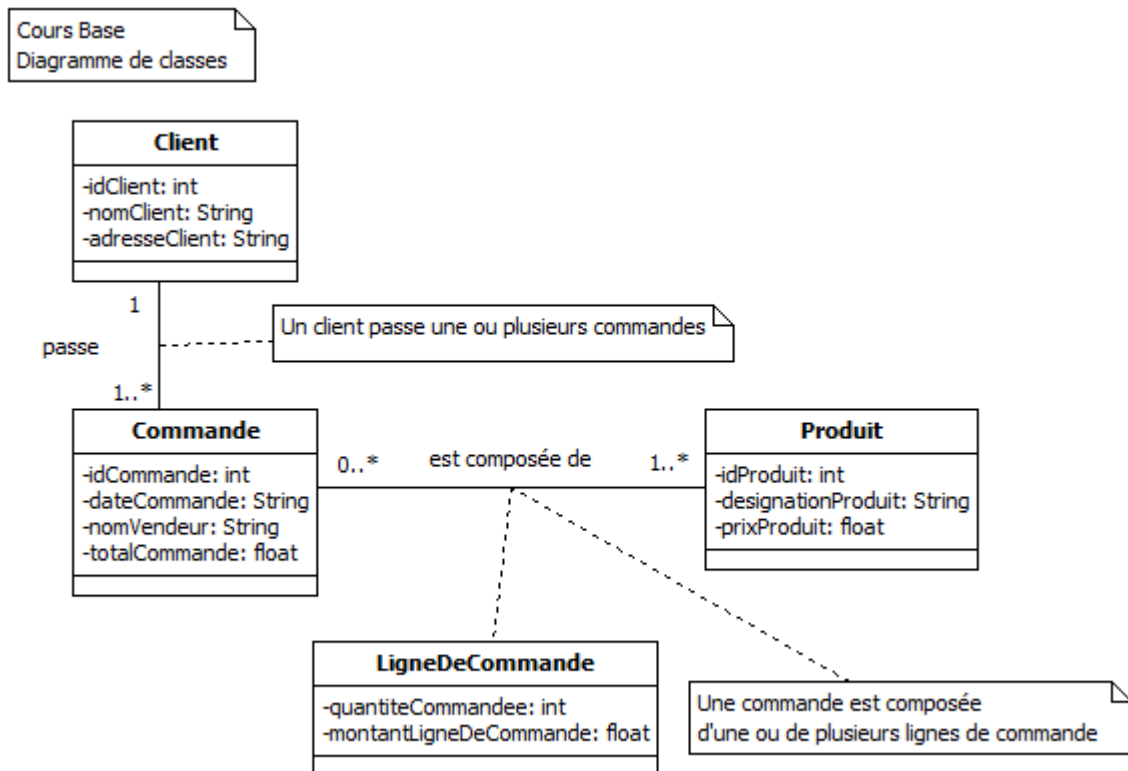 Cours Base
Diagramme de classes
Client
-idClient: int
-nomClient: String
-adresseClient: String
1
Un client passe une ou plusieurs commandes
passe
1..*
Commande
-idCommande: int
-dateCommande: String
-nomVendeur: String
-totalCommande: float
0..*
est composée de
1..*
Produit
-idProduit: int
-designationProduit: String
-prixProduit: float
LigneDeCommande
-quantiteCommandee: int
-montantLigneDeCommande: float
Une commande est composée
d'une ou de plusieurs lignes de commande